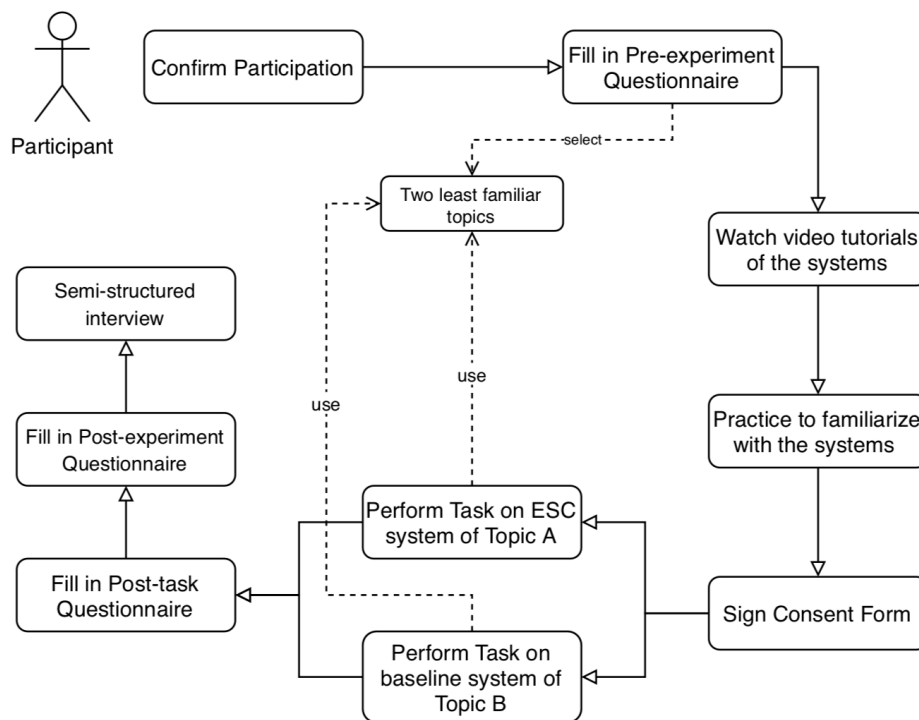 Participant
Confirm Participation
Fill in Pre-experiment
Questionnaire
select
Two least familiar
topics
Watch video tutorials
of the systems
Semi-structured
interview
use
use
Practice to familiarize
with the systems
Fill in Post-experiment
Questionnaire
Perform Task on ESC
system of Topic A
Fill in Post-task
Questionnaire
Sign Consent Form
Perform Task on
baseline system of
Topic B